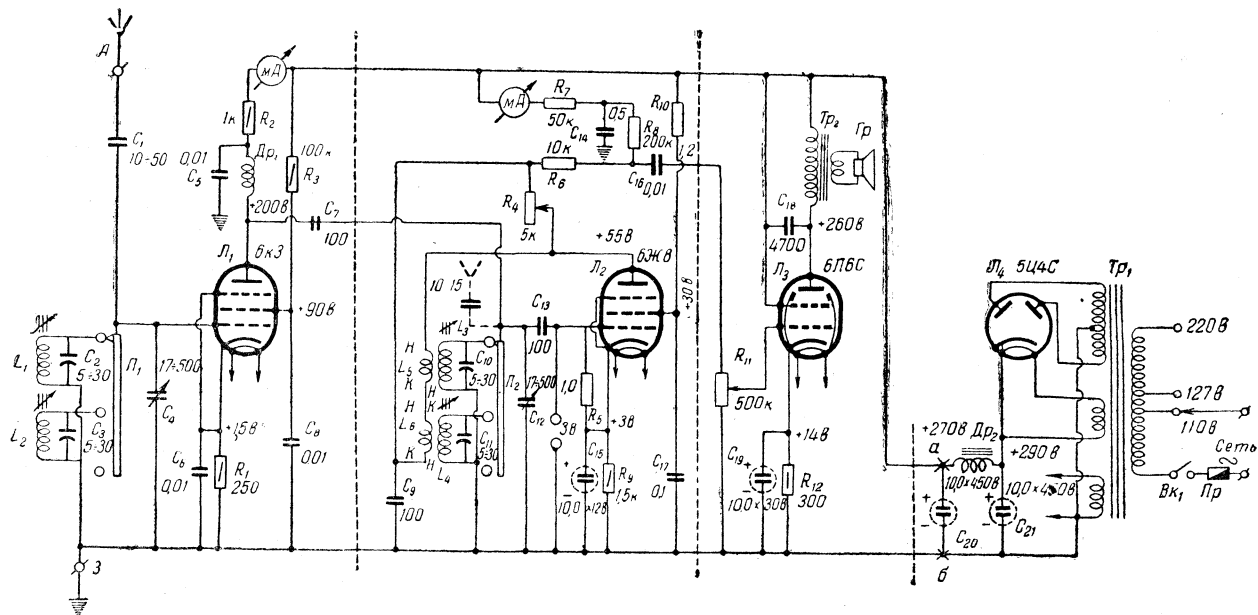 А
C₁
10-50
1к
R₂
мА
0,01
C₅
Др₁
100к
R₃
+200В
C₇
100
Л₁
6к3
+90В
L₁
C₂
5÷30
П₁
17÷500
C₄
L₂
C₃
5-30
C₆
0,01
+1,5В
R₁
250
C₈
0,01
З
мА
R₇
50к
0,5
C₁₄
R₈
200к
R₁₀
1,2
10к
R₆
C₁₆
0,01
R₄
5к
+55В
Л₂
6Ж8
+30В
10 15
C₁₃
100
L₃
Н
L₅
К
C₁₀
5÷30
П₂
17÷500
C₁₂
Н
К
Н
L₆
К
C₁₁
5÷30
Н
L₄
1,0
R₅
Зв
+3В
C₁₅
+
−
10,0×12В
R₉
1,5к
C₁₇
0,1
C₉
100
Тр₂
Гр
C₁₈
4700
+260В
Л₃
6П6С
R₁₁
500к
+14В
C₁₉
+
−
10,0×30В
R₁₂
300
Л₄ 5Ц4С
Тр₁
220В
127В
110В
Сеть
Вк₁
Пр
+270В
Др₂
+290В
а
10,0×450В
10,0×450В
+
−
C₂₀
+
−
C₂₁
б